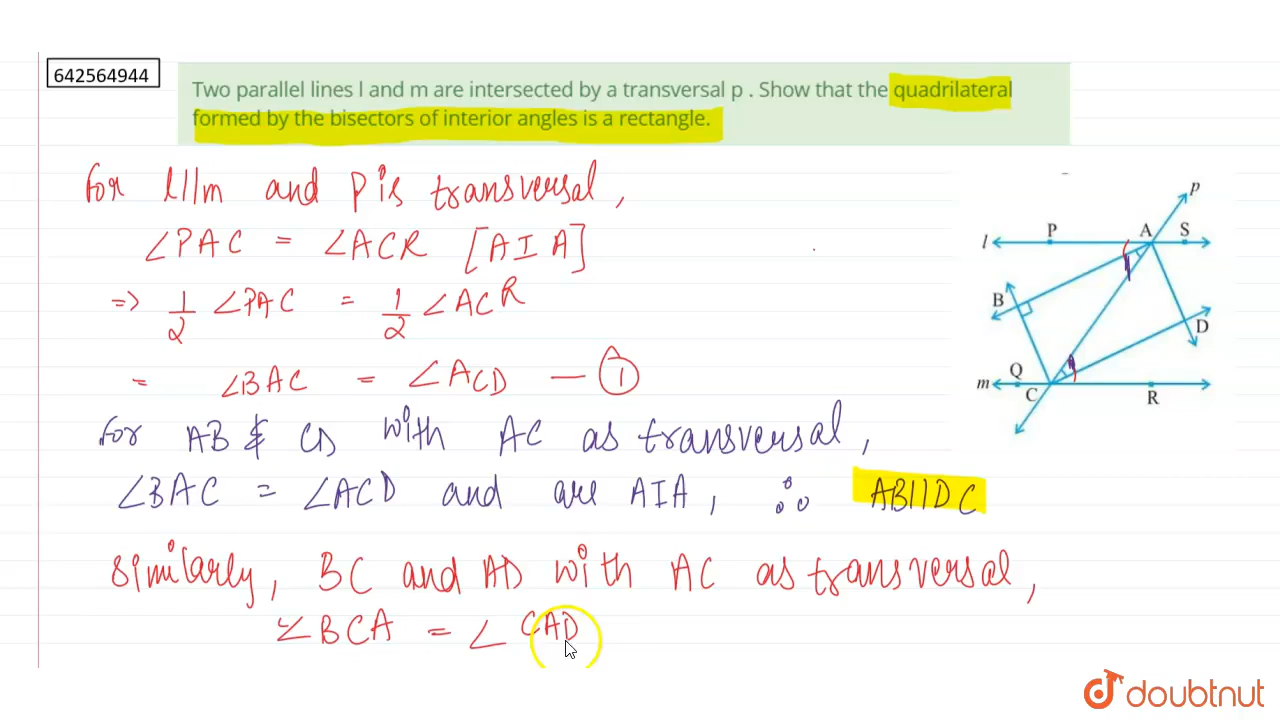 642564944
Two parallel lines l and m are intersected by a transversal p . Show that the quadrilateral
formed by the bisectors of interior angles is a rectangle.
for l||m and P is transversal,
∠PAC = ∠ACR [AIA]
=> 1/2 ∠PAC = 1/2 ∠ACR
= ∠BAC = ∠ACD — ①
for AB & CD with AC as transversal,
∠BAC = ∠ACD and are AIA, ∴ AB||DC
Similarly, BC and AD with AC as transversal,
∠BCA = ∠CAD
p
l P A S
B D
m Q C R
doubtnut